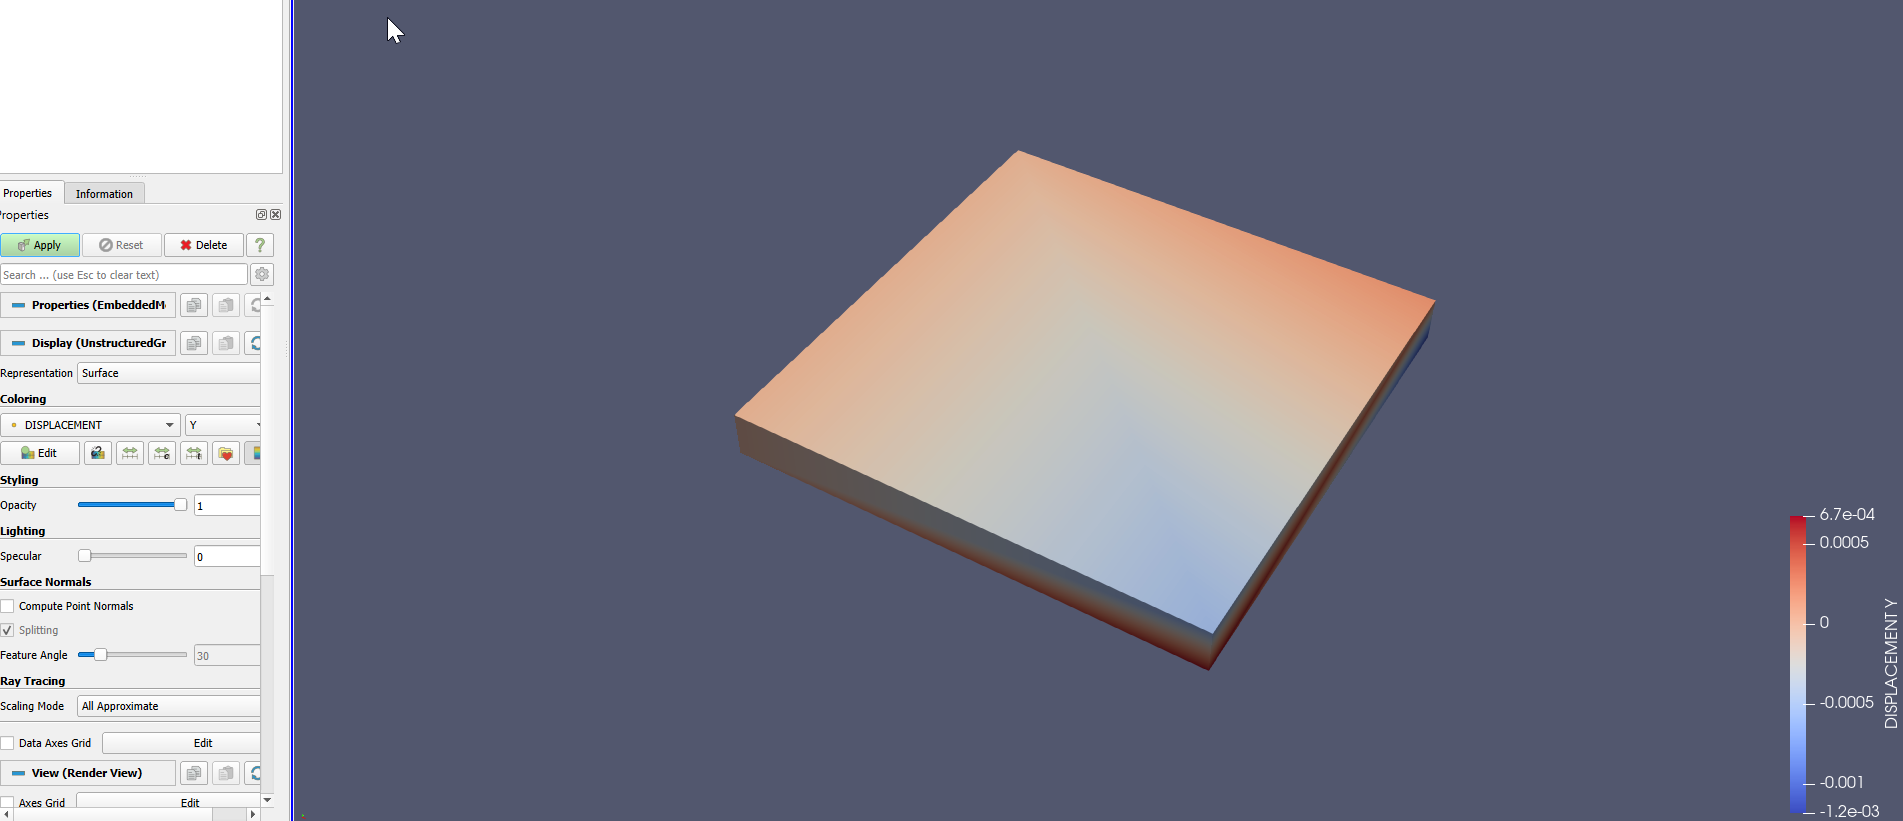 Properties Information
roperties
Apply Reset Delete ?
Search ... (use Esc to clear text)
Properties (EmbeddedM
Display (UnstructuredGr
Representation Surface
Coloring
DISPLACEMENT Y
Edit
Styling
Opacity 1
Lighting
Specular 0
Surface Normals
Compute Point Normals
Splitting
Feature Angle 30
Ray Tracing
Scaling Mode All Approximate
Data Axes Grid Edit
View (Render View)
Axes Grid Edit
6.7e-04
0.0005
0
-0.0005
-0.001
-1.2e-03
DISPLACEMENT Y